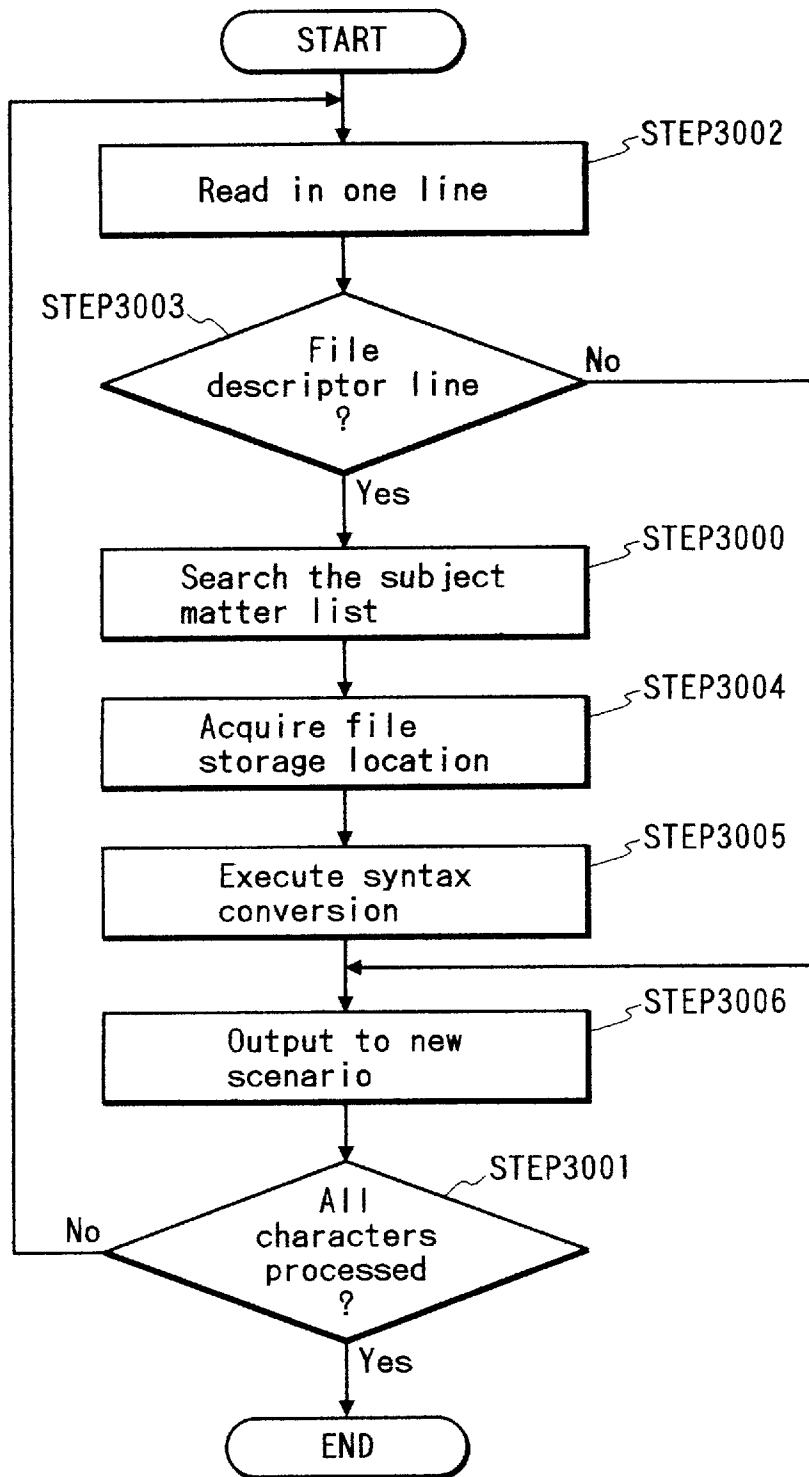 START
STEP3002
Read in one line
STEP3003
File
descriptor line
?
No
Yes
STEP3000
Search the subject
matter list
STEP3004
Acquire file
storage location
STEP3005
Execute syntax
conversion
STEP3006
Output to new
scenario
STEP3001
All
characters
processed
?
No
Yes
END